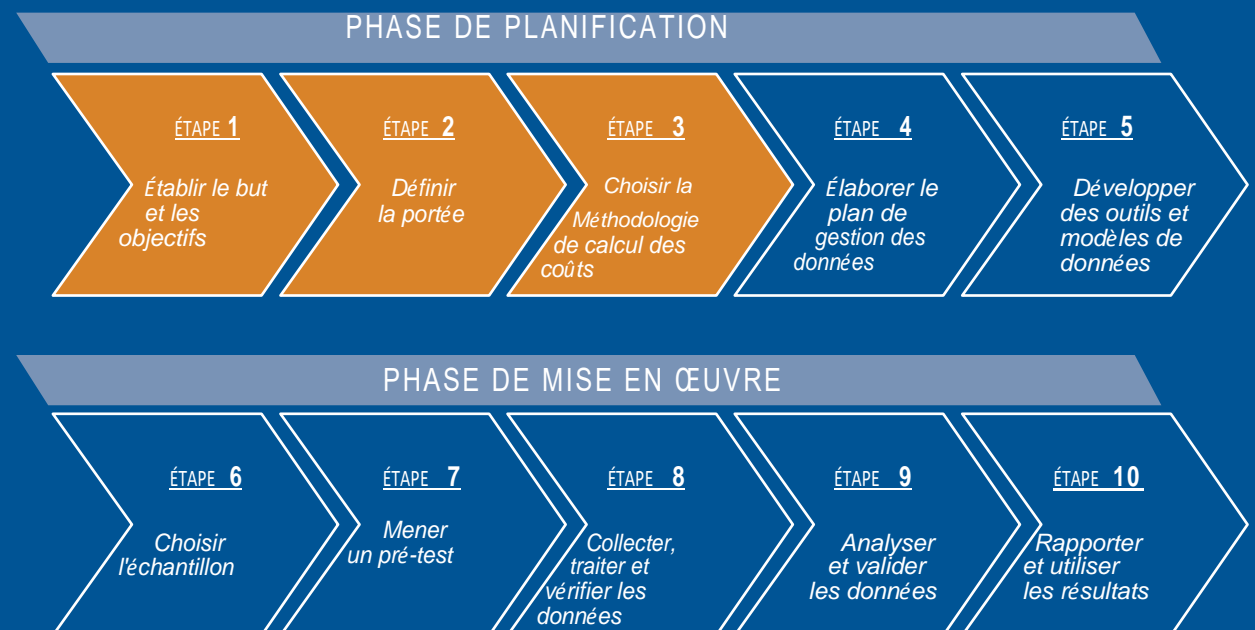 PHASE DE PLANIFICATION
ÉTAPE 1
Établir le but
et les
objectifs
ÉTAPE 2
Définir
la portée
ÉTAPE 3
Choisir la
Méthodologie
de calcul des
coûts
ÉTAPE 4
Élaborer le
plan de
gestion des
données
ÉTAPE 5
Développer
des outils et
modèles de
données
PHASE DE MISE EN ŒUVRE
ÉTAPE 6
Choisir
l'échantillon
ÉTAPE 7
Mener
un pré-test
ÉTAPE 8
Collecter,
traiter et
vérifier les
données
ÉTAPE 9
Analyser
et valider
les données
ÉTAPE 10
Rapporter
et utiliser
les résultats